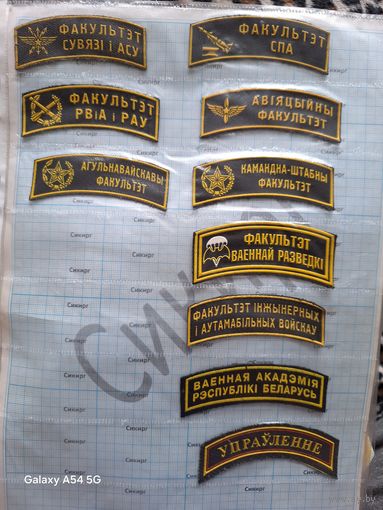 ФАКУЛЬТЭТ
СУВЯЗІ І АСУ
ФАКУЛЬТЭТ
СПА
ФАКУЛЬТЭТ
РВіА і РАУ
АВІЯЦЫЙНЫ
ФАКУЛЬТЭТ
АГУЛЬНАВАЙСКАВЫ
ФАКУЛЬТЭТ
КАМАНДНА-ШТАБНЫ
ФАКУЛЬТЭТ
ФАКУЛЬТЭТ
ВАЕННАЙ РАЗВЕДКІ
ФАКУЛЬТЭТ ІНЖЫНЕРНЫХ
І АЎТАМАБІЛЬНЫХ ВОЙСКАЎ
ВАЕННАЯ АКАДЭМІЯ
РЭСПУБЛІКІ БЕЛАРУСЬ
УПРАЎЛЕННЕ
Сикирг
Galaxy A54 5G